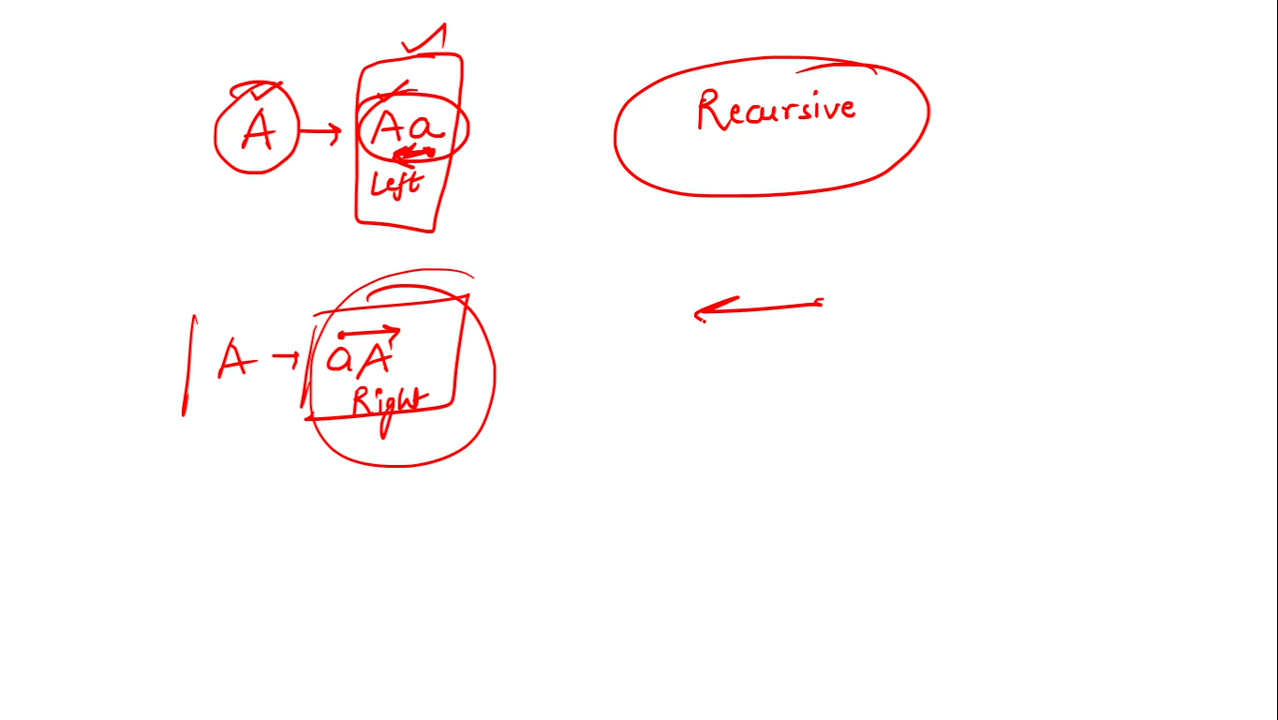 A → Aa
Left
Recursive
A → aA
Right